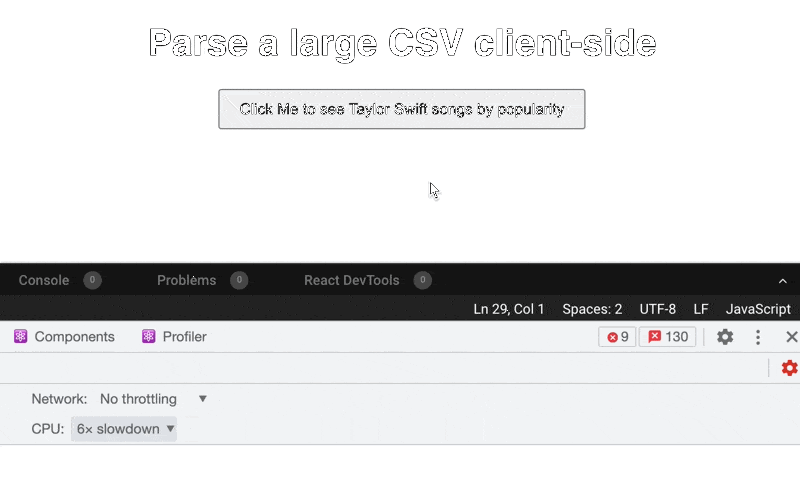 Parse a large CSV client-side
Click Me to see Taylor Swift songs by popularity
Console 0 Problems 0 React DevTools 0
Ln 29, Col 1 Spaces: 2 UTF-8 LF JavaScript
Components Profiler 9 130
Network: No throttling
CPU: 6× slowdown